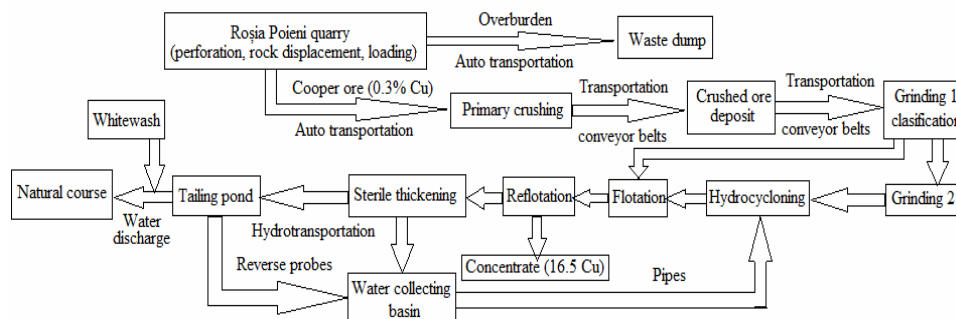 Overburden
Roșia Poieni quarry
(perforation, rock displacement, loading)
Waste dump
Auto transportation
Cooper ore (0.3% Cu)
Auto transportation
Primary crushing
Transportation
conveyor belts
Crushed ore
deposit
Transportation
conveyor belts
Grinding 1
clasification
Whitewash
Natural course
Water
discharge
Tailing pond
Hydrotransportation
Sterile thickening
Reflotation
Flotation
Hydrocycloning
Grinding 2
Reverse probes
Concentrate (16.5 Cu)
Water collecting
basin
Pipes